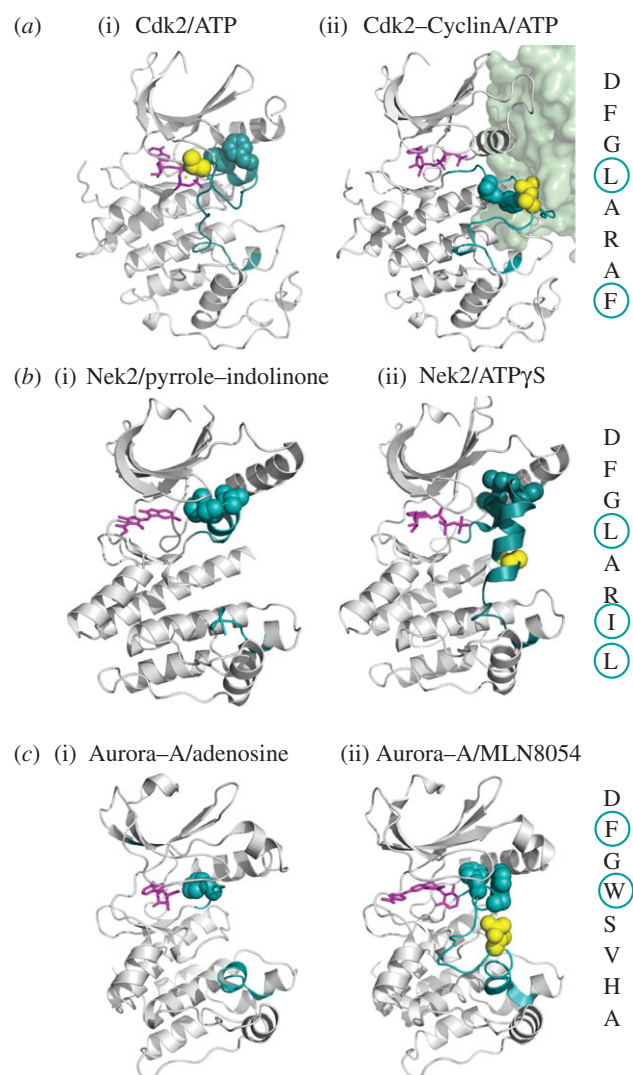 (a) (i) Cdk2/ATP (ii) Cdk2–CyclinA/ATP
D
F
G
L
A
R
A
F
(b) (i) Nek2/pyrrole–indolinone (ii) Nek2/ATPγS
D
F
G
L
A
R
I
L
(c) (i) Aurora–A/adenosine (ii) Aurora–A/MLN8054
D
F
G
W
S
V
H
A